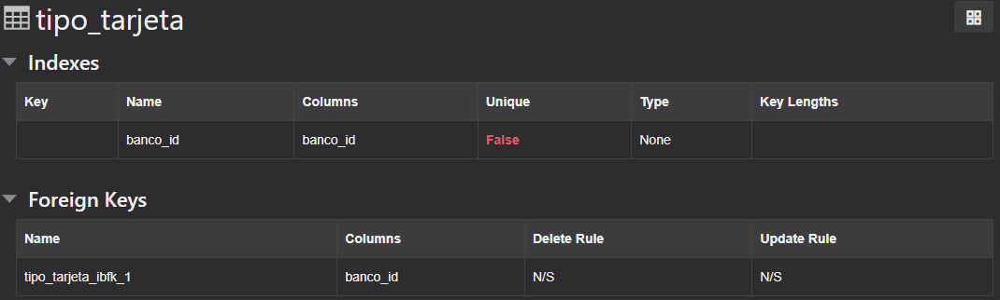 tipo_tarjeta
Indexes
Key Name Columns Unique Type Key Lengths
banco_id banco_id False None
Foreign Keys
Name Columns Delete Rule Update Rule
tipo_tarjeta_ibfk_1 banco_id N/S N/S